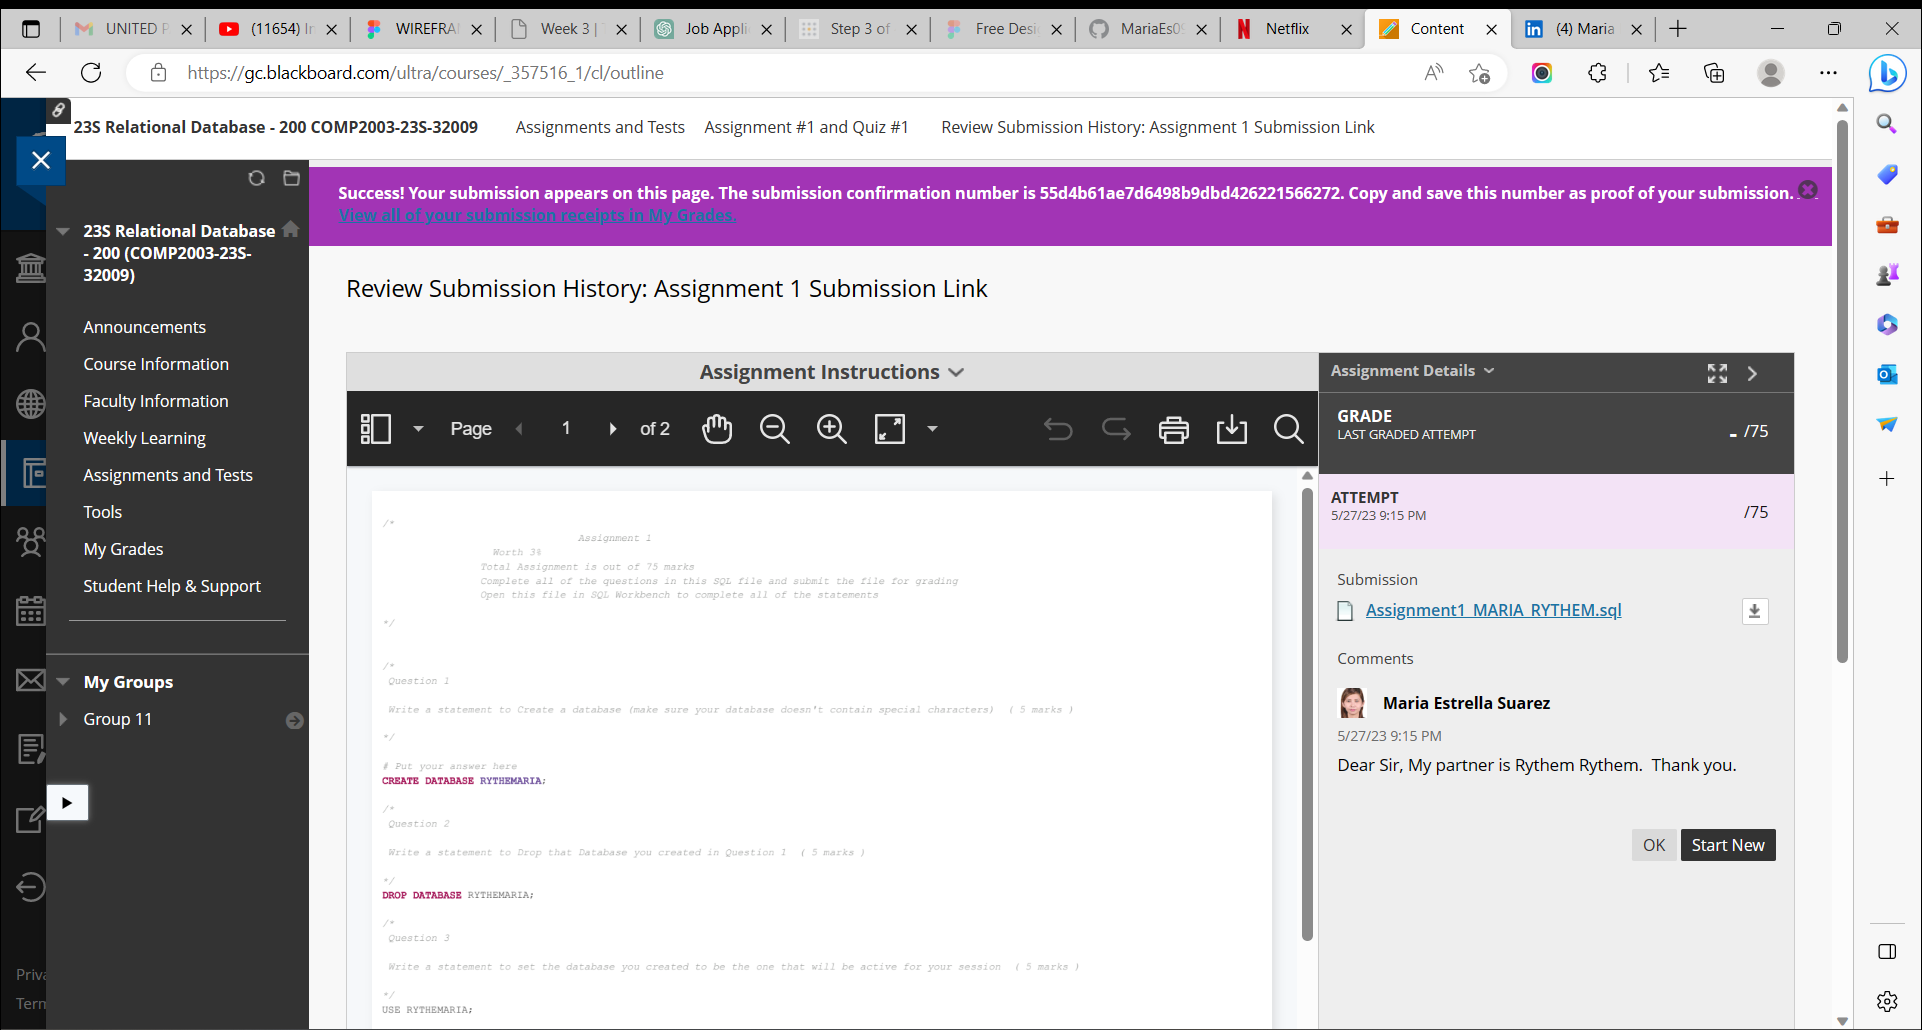 UNITED P
(11654) In
WIREFRA
Week 3 | T
Job Appli
Step 3 of
Free Desi
MariaEs09
Netflix
Content
(4) Maria
https://gc.blackboard.com/ultra/courses/_357516_1/cl/outline
23S Relational Database - 200 COMP2003-23S-32009
Assignments and Tests
Assignment #1 and Quiz #1
Review Submission History: Assignment 1 Submission Link
Success! Your submission appears on this page. The submission confirmation number is 55d4b61ae7d6498b9dbd426221566272. Copy and save this number as proof of your submission.
View all of your submission receipts in My Grades.
23S Relational Database
- 200 (COMP2003-23S-
32009)
Announcements
Course Information
Faculty Information
Weekly Learning
Assignments and Tests
Tools
My Grades
Student Help & Support
My Groups
Group 11
Priva
Term
Review Submission History: Assignment 1 Submission Link
Assignment Instructions
Page 1 of 2
/*
Assignment 1
Worth 3%
Total Assignment is out of 75 marks
Complete all of the questions in this SQL file and submit the file for grading
Open this file in SQL Workbench to complete all of the statements
*/
/*
Question 1
Write a statement to Create a database (make sure your database doesn't contain special characters) ( 5 marks )
*/
# Put your answer here
CREATE DATABASE RYTHEMARIA;
/*
Question 2
Write a statement to Drop that Database you created in Question 1 ( 5 marks )
*/
DROP DATABASE RYTHEMARIA;
/*
Question 3
Write a statement to set the database you created to be the one that will be active for your session ( 5 marks )
*/
USE RYTHEMARIA;
Assignment Details
GRADE
LAST GRADED ATTEMPT
- /75
ATTEMPT
5/27/23 9:15 PM
/75
Submission
Assignment1_MARIA_RYTHEM.sql
Comments
Maria Estrella Suarez
5/27/23 9:15 PM
Dear Sir, My partner is Rythem Rythem. Thank you.
OK
Start New